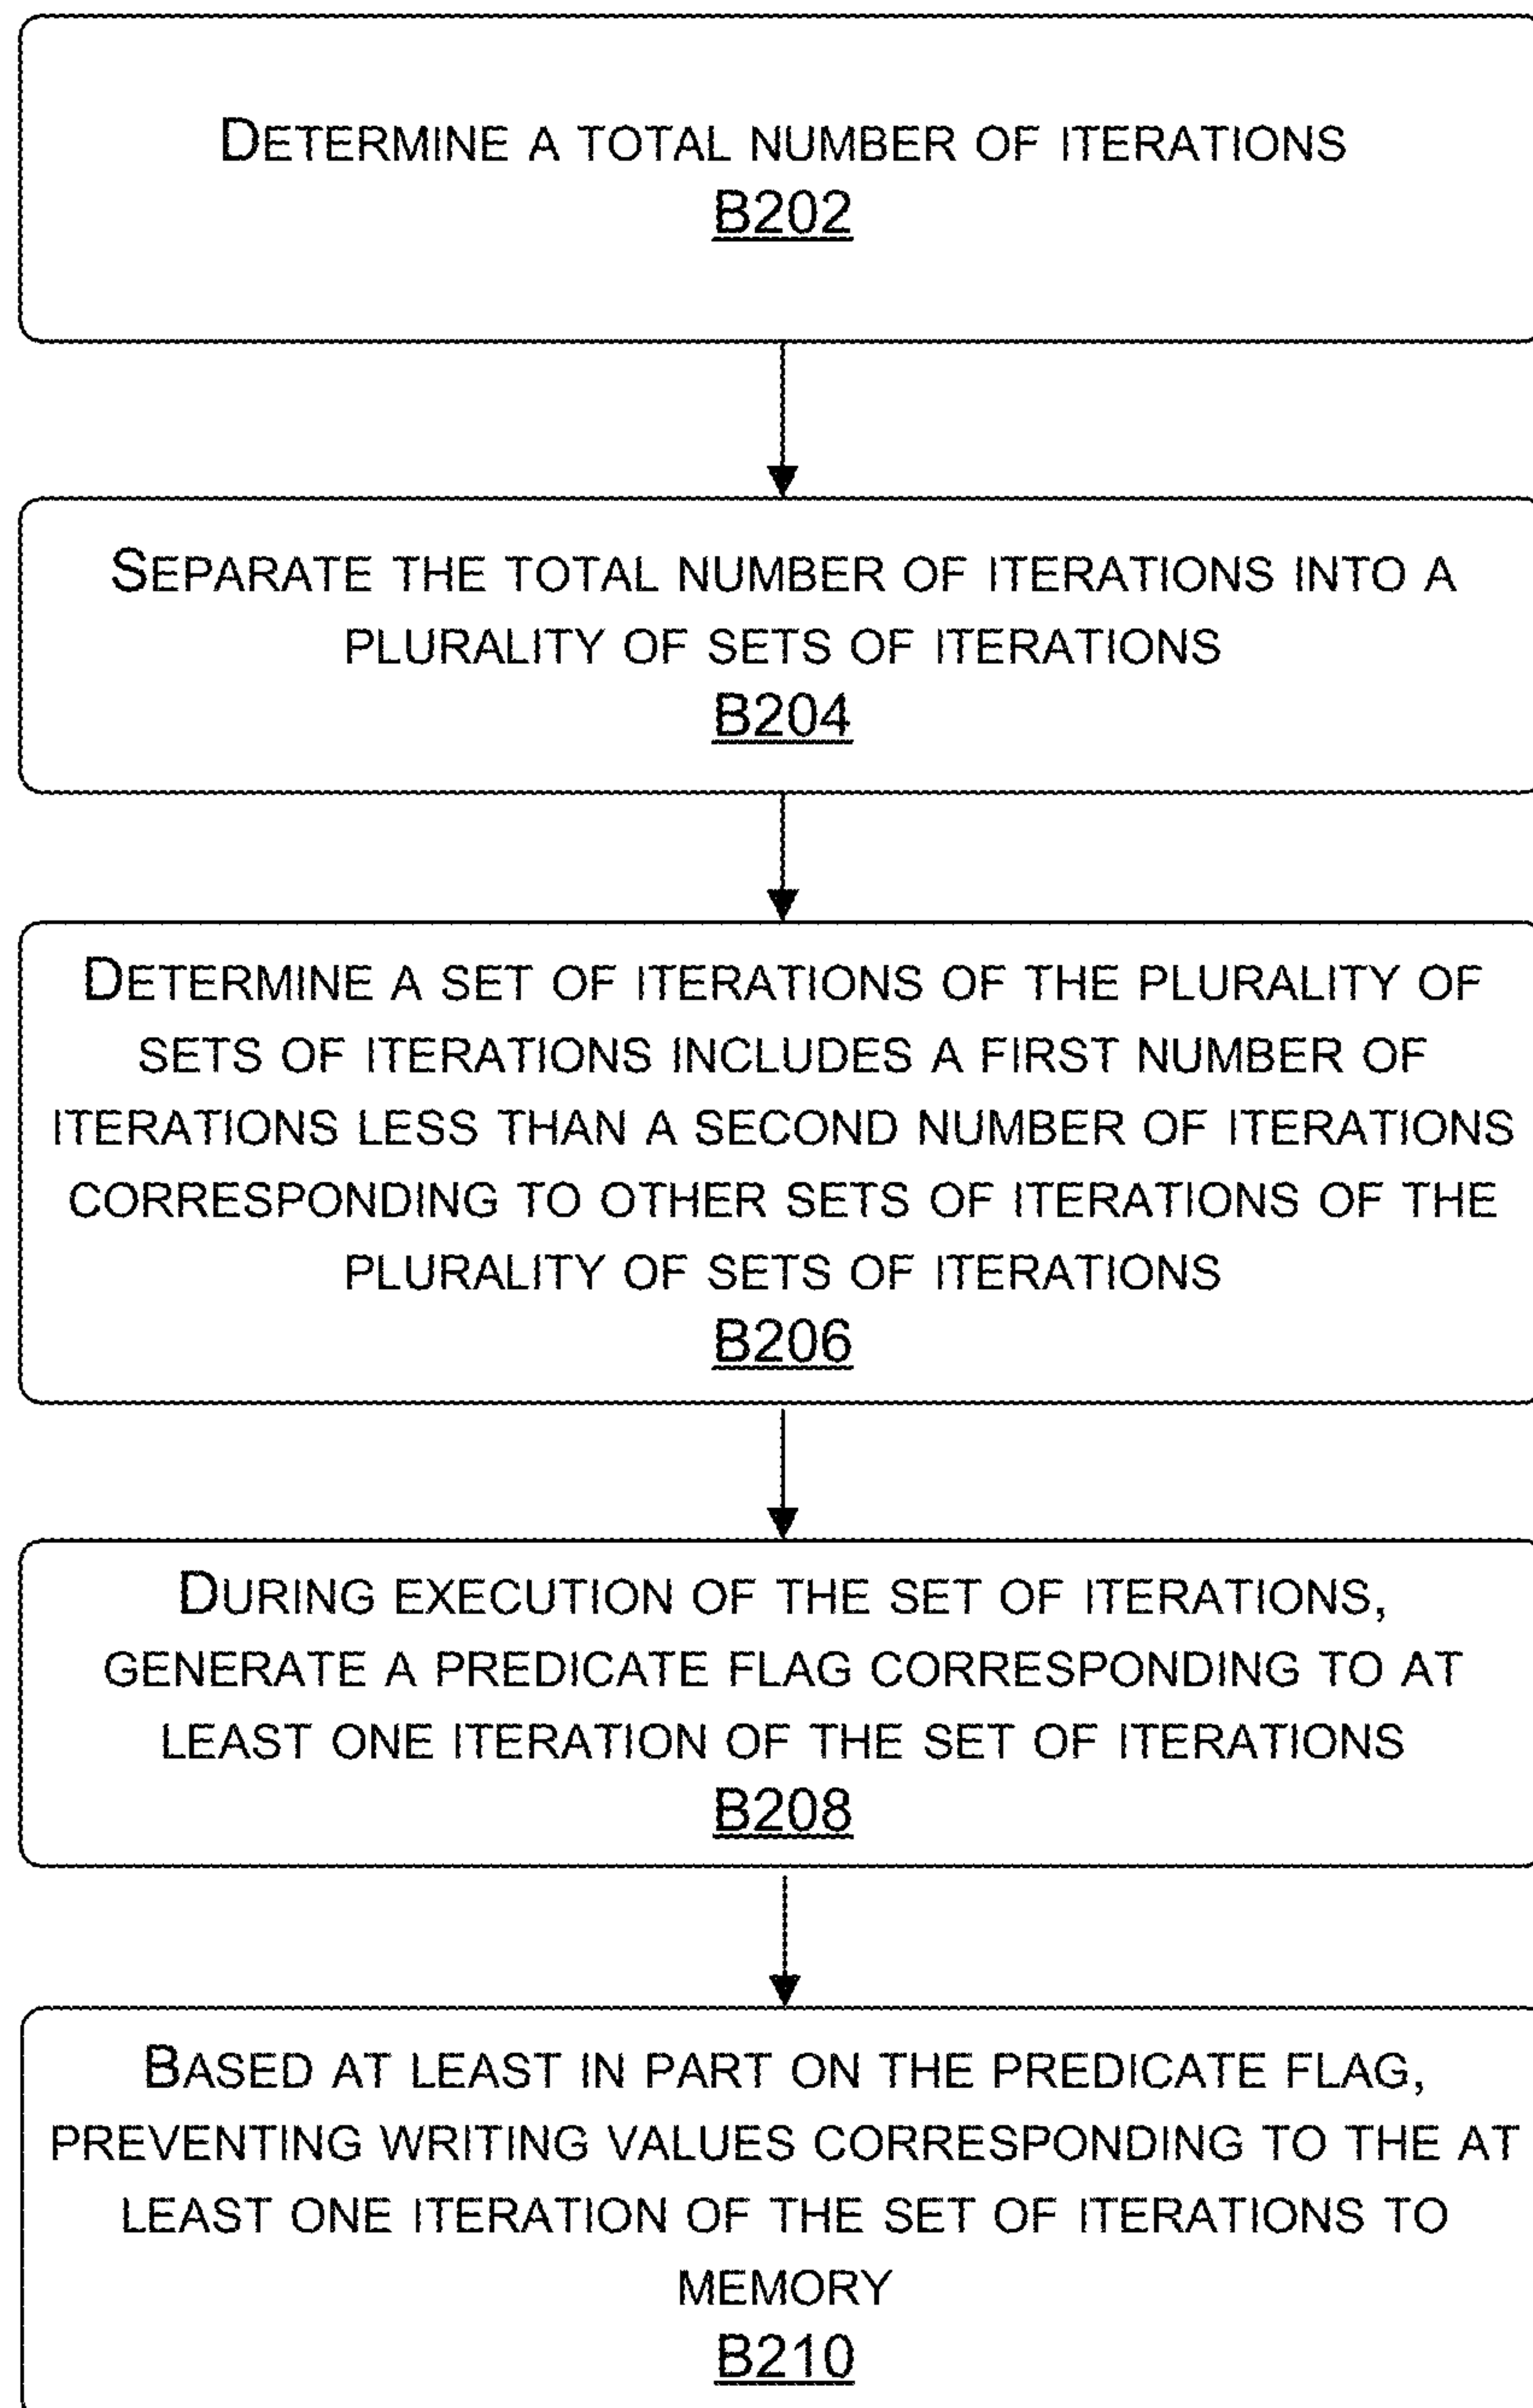 DETERMINE A TOTAL NUMBER OF ITERATIONS
B202
SEPARATE THE TOTAL NUMBER OF ITERATIONS INTO A
PLURALITY OF SETS OF ITERATIONS
B204
DETERMINE A SET OF ITERATIONS OF THE PLURALITY OF
SETS OF ITERATIONS INCLUDES A FIRST NUMBER OF
ITERATIONS LESS THAN A SECOND NUMBER OF ITERATIONS
CORRESPONDING TO OTHER SETS OF ITERATIONS OF THE
PLURALITY OF SETS OF ITERATIONS
B206
DURING EXECUTION OF THE SET OF ITERATIONS,
GENERATE A PREDICATE FLAG CORRESPONDING TO AT
LEAST ONE ITERATION OF THE SET OF ITERATIONS
B208
BASED AT LEAST IN PART ON THE PREDICATE FLAG,
PREVENTING WRITING VALUES CORRESPONDING TO THE AT
LEAST ONE ITERATION OF THE SET OF ITERATIONS TO
MEMORY
B210